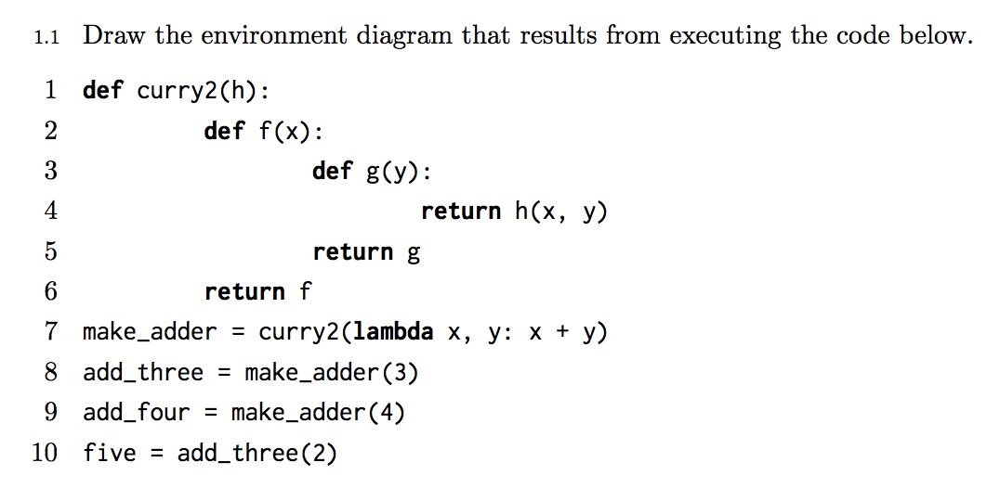 1.1 Draw the environment diagram that results from executing the code below.
1 def curry2(h):
2 def f(x):
3 def g(y):
4 return h(x, y)
5 return g
6 return f
7 make_adder = curry2(lambda x, y: x + y)
8 add_three = make_adder(3)
9 add_four = make_adder(4)
10 five = add_three(2)